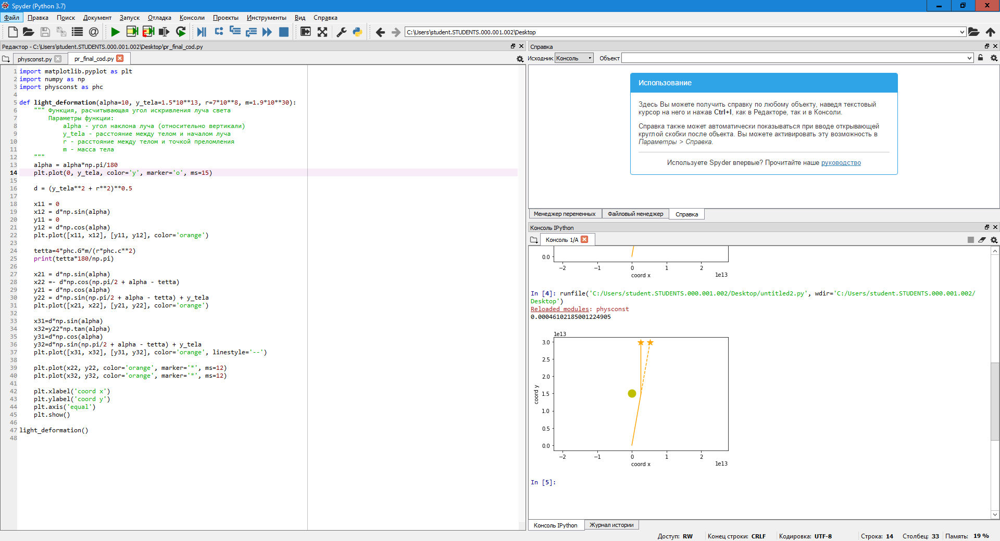 Spyder (Python 3.7)
Файл Правка Поиск Документ Запуск Отладка Консоли Проекты Инструменты Вид Справка
C:\Users\student.STUDENTS.000.001.002\Desktop
Редактор - C:\Users\student.STUDENTS.000.001.002\Desktop\pr_final_cod.py
physconst.py pr_final_cod.py
1 import matplotlib.pyplot as plt
2 import numpy as np
3 import physconst as phc
4
5 def light_deformation(alpha=10, y_tela=1.5*10**13, r=7*10**8, m=1.9*10**30):
6 """ Функция, расчитывающая угол искривления луча света
7 Параметры функции:
8 alpha - угол наклона луча (относительно вертикали)
9 y_tela - расстояние между телом и началом луча
10 r - расстояние между телом и точкой преломления
11 m - масса тела
12 """
13 alpha = alpha*np.pi/180
14 plt.plot(0, y_tela, color='y', marker='o', ms=15)
15
16 d = (y_tela**2 + r**2)**0.5
17
18 x11 = 0
19 x12 = d*np.sin(alpha)
20 y11 = 0
21 y12 = d*np.cos(alpha)
22 plt.plot([x11, x12], [y11, y12], color='orange')
23
24 tetta=4*phc.G*m/(r*phc.c**2)
25 print(tetta*180/np.pi)
26
27 x21 = d*np.sin(alpha)
28 x22 =- d*np.cos(np.pi/2 + alpha - tetta)
29 y21 = d*np.cos(alpha)
30 y22 = d*np.sin(np.pi/2 + alpha - tetta) + y_tela
31 plt.plot([x21, x22], [y21, y22], color='orange')
32
33 x31=d*np.sin(alpha)
34 x32=y22*np.tan(alpha)
35 y31=d*np.cos(alpha)
36 y32=d*np.sin(np.pi/2 + alpha - tetta) + y_tela
37 plt.plot([x31, x32], [y31, y32], color='orange', linestyle='--')
38
39 plt.plot(x22, y22, color='orange', marker='*', ms=12)
40 plt.plot(x32, y32, color='orange', marker='*', ms=12)
41
42 plt.xlabel('coord x')
43 plt.ylabel('coord y')
44 plt.axis('equal')
45 plt.show()
46
47 light_deformation()
48
Справка
Исходник Консоль Объект
Использование
Здесь Вы можете получить справку по любому объекту, наведя текстовый
курсор на него и нажав Ctrl+I, как в Редакторе, так и в Консоли.
Справка также может автоматически показываться при вводе открывающей
круглой скобки после объекта. Вы можете активировать эту возможность в
Параметры > Справка.
Используете Spyder впервые? Прочитайте наше руководство
Менеджер переменных Файловый менеджер Справка
Консоль IPython
Консоль 1/A
0.0
−2 −1 0 1 2
coord x 1e13
In [4]: runfile('C:/Users/student.STUDENTS.000.001.002/Desktop/untitled2.py', wdir='C:/Users/student.STUDENTS.000.001.002/
Desktop')
Reloaded modules: physconst
0.00046102185001224905
1e13
3.0
2.5
2.0
1.5
1.0
0.5
0.0
coord y
−2 −1 0 1 2
coord x 1e13
In [5]:
Консоль IPython Журнал истории
Доступ: RW Конец строки: CRLF Кодировка: UTF-8 Строка: 14 Столбец: 33 Память: 19 %